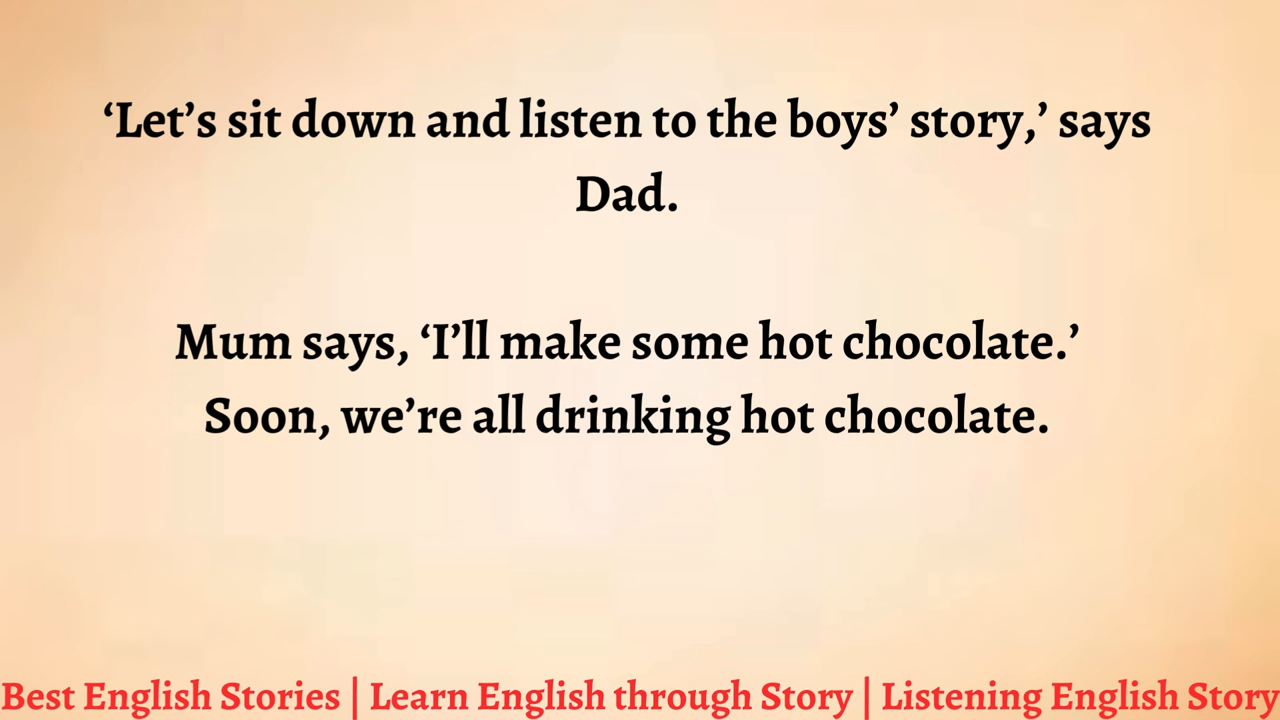 ‘Let’s sit down and listen to the boys’ story,’ says
Dad.
Mum says, ‘I’ll make some hot chocolate.’
Soon, we’re all drinking hot chocolate.
Best English Stories | Learn English through Story | Listening English Story